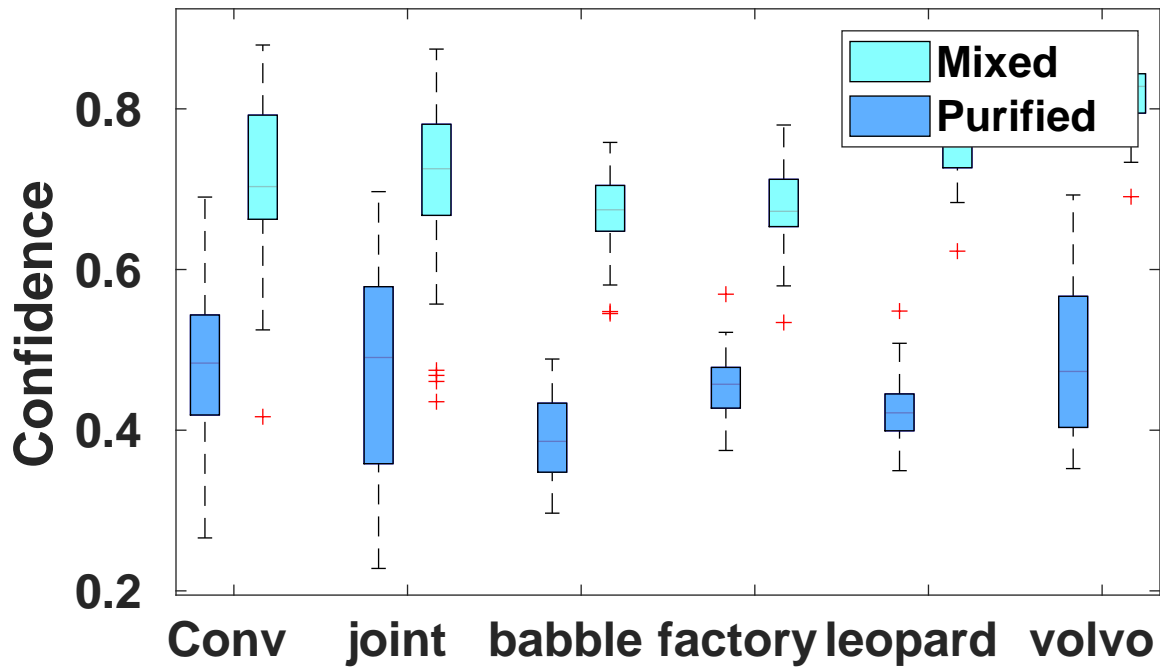 Mixed
Purified
Confidence
0.8
0.6
0.4
0.2
Conv joint babble factory leopard volvo